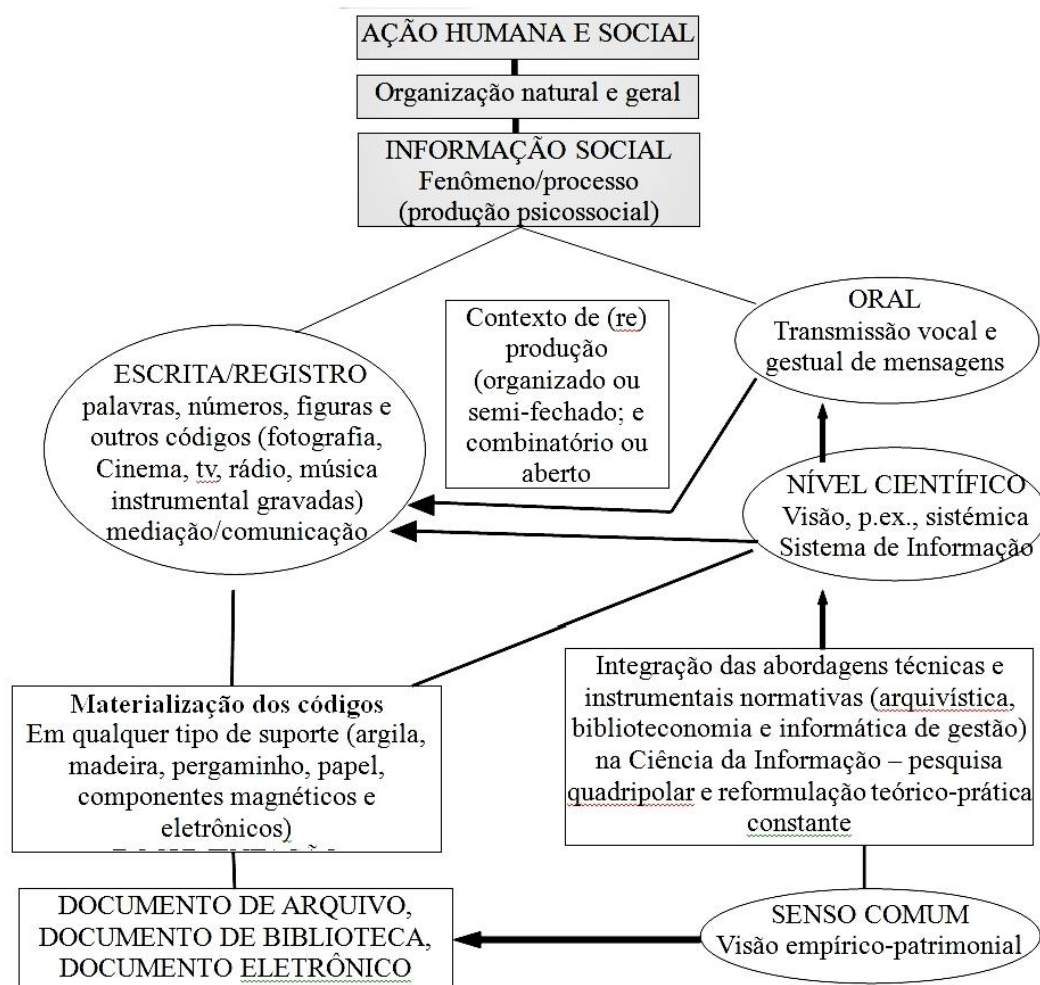 AÇÃO HUMANA E SOCIAL
Organização natural e geral
INFORMAÇÃO SOCIAL
Fenômeno/processo
(produção psicossocial)
ORAL
Transmissão vocal e
gestual de mensagens
Contexto de (re)
produção
(organizado ou
semi-fechado; e
combinatório ou
aberto
ESCRITA/REGISTRO
palavras, números, figuras e
outros códigos (fotografia,
Cinema, tv, rádio, música
instrumental gravadas)
mediação/comunicação
NÍVEL CIENTÍFICO
Visão, p.ex., sistémica
Sistema de Informação
Materialização dos códigos
Em qualquer tipo de suporte (argila,
madeira, pergaminho, papel,
componentes magnéticos e
eletrônicos)
Integração das abordagens técnicas e
instrumentais normativas (arquivística,
biblioteconomia e informática de gestão)
na Ciência da Informação – pesquisa
quadripolar e reformulação teórico-prática
constante
DOCUMENTO DE ARQUIVO,
DOCUMENTO DE BIBLIOTECA,
DOCUMENTO ELETRÔNICO
SENSO COMUM
Visão empírico-patrimonial